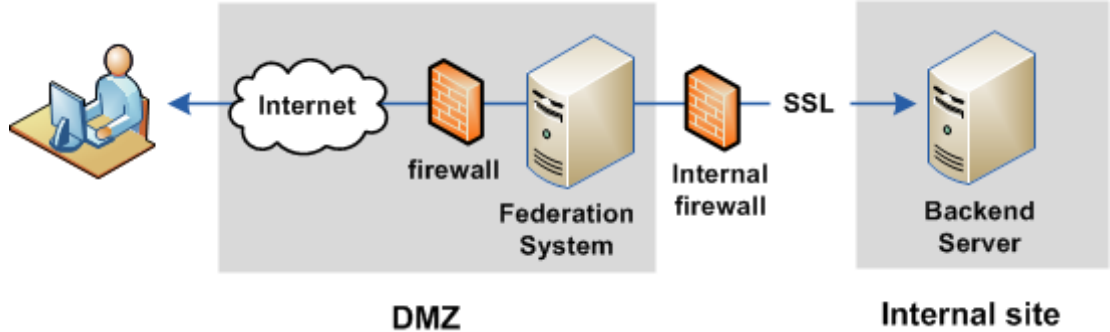 Internet
firewall
Federation
System
Internal
firewall
SSL
Backend
Server
DMZ
Internal site